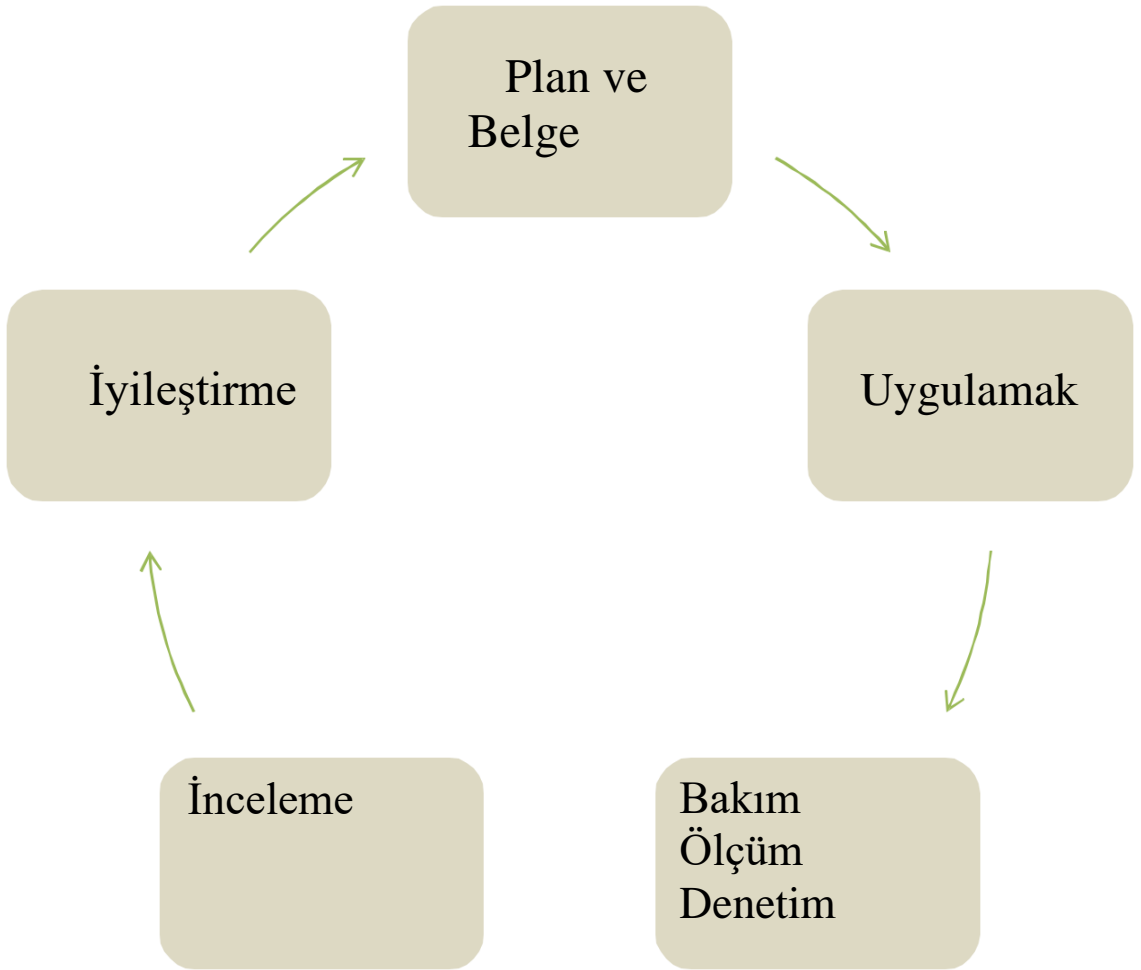 Plan ve
Belge
İyileştirme
Uygulamak
İnceleme
Bakım
Ölçüm
Denetim